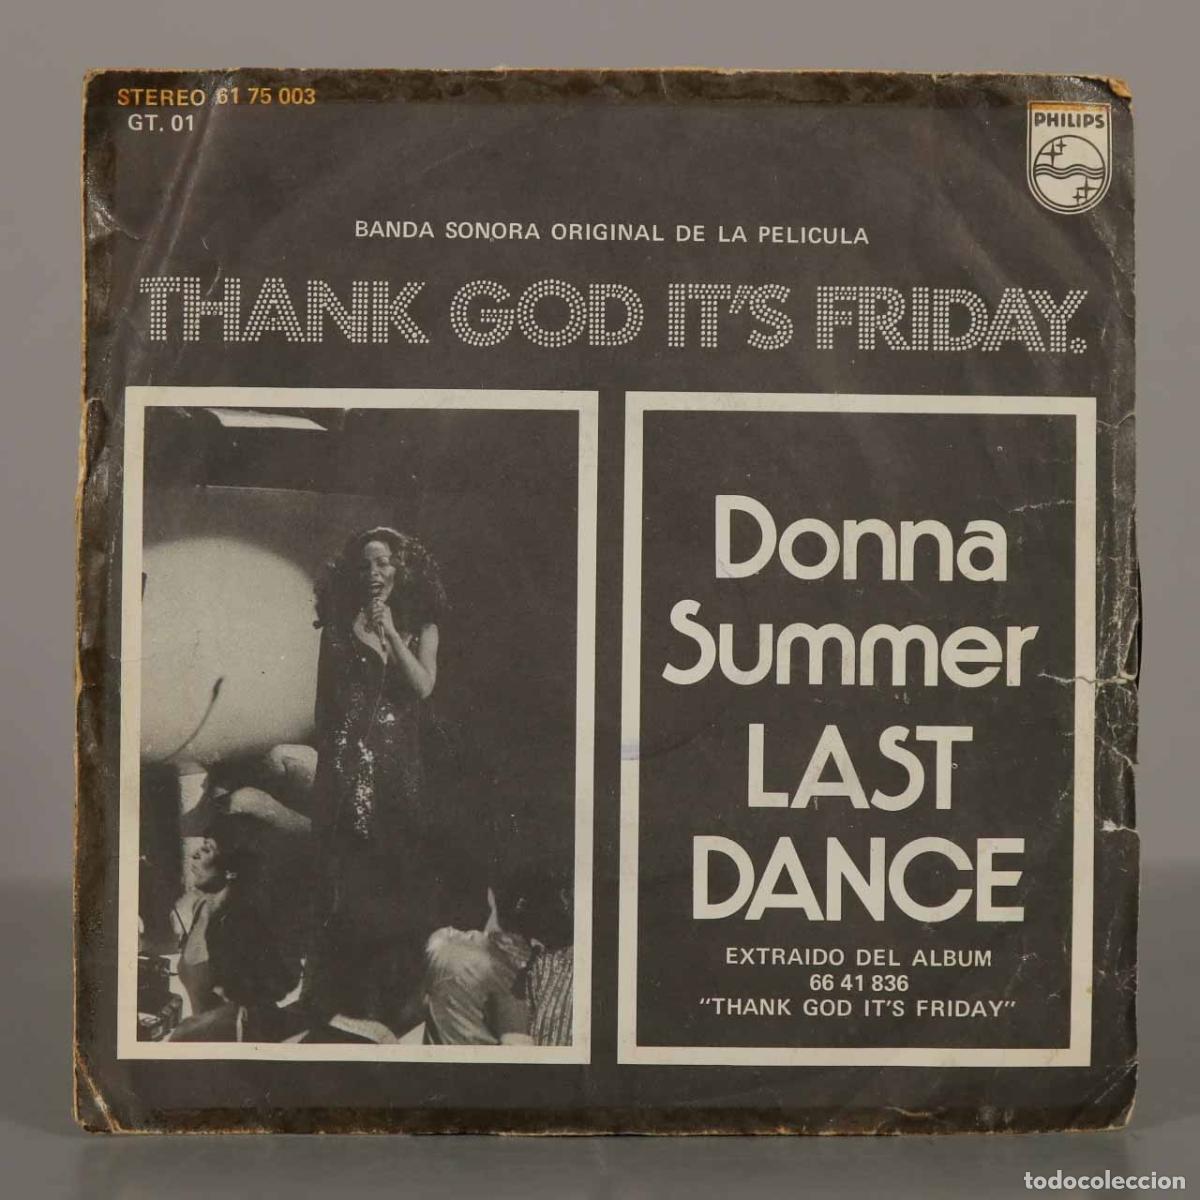 STEREO 61 75 003
GT. 01
PHILIPS
BANDA SONORA ORIGINAL DE LA PELICULA
THANK GOD IT'S FRIDAY.
Donna
Summer
LAST
DANCE
EXTRAIDO DEL ALBUM
66 41 836
"THANK GOD IT'S FRIDAY"
todocoleccion